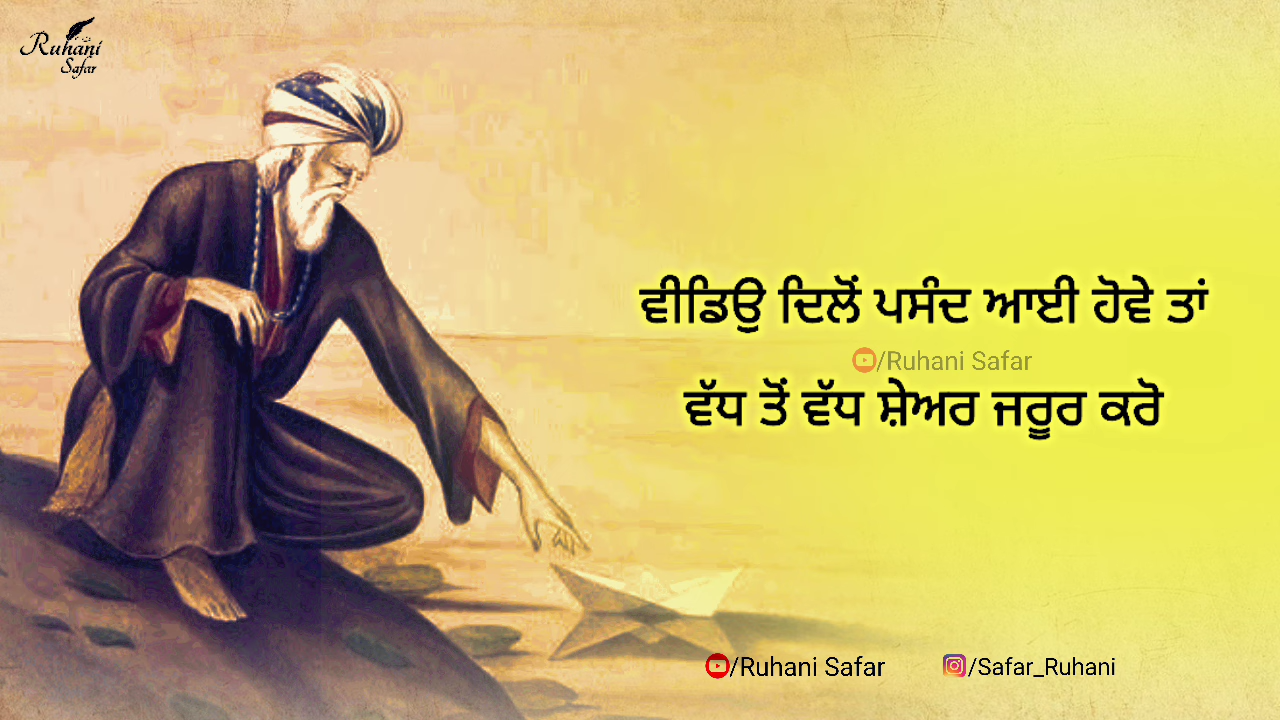 Ruhani
Safar
ਵੀਡਿਉ ਦਿਲੋਂ ਪਸੰਦ ਆਈ ਹੋਵੇ ਤਾਂ
/Ruhani Safar
ਵੱਧ ਤੋਂ ਵੱਧ ਸ਼ੇਅਰ ਜਰੂਰ ਕਰੋ
/Ruhani Safar
/Safar_Ruhani